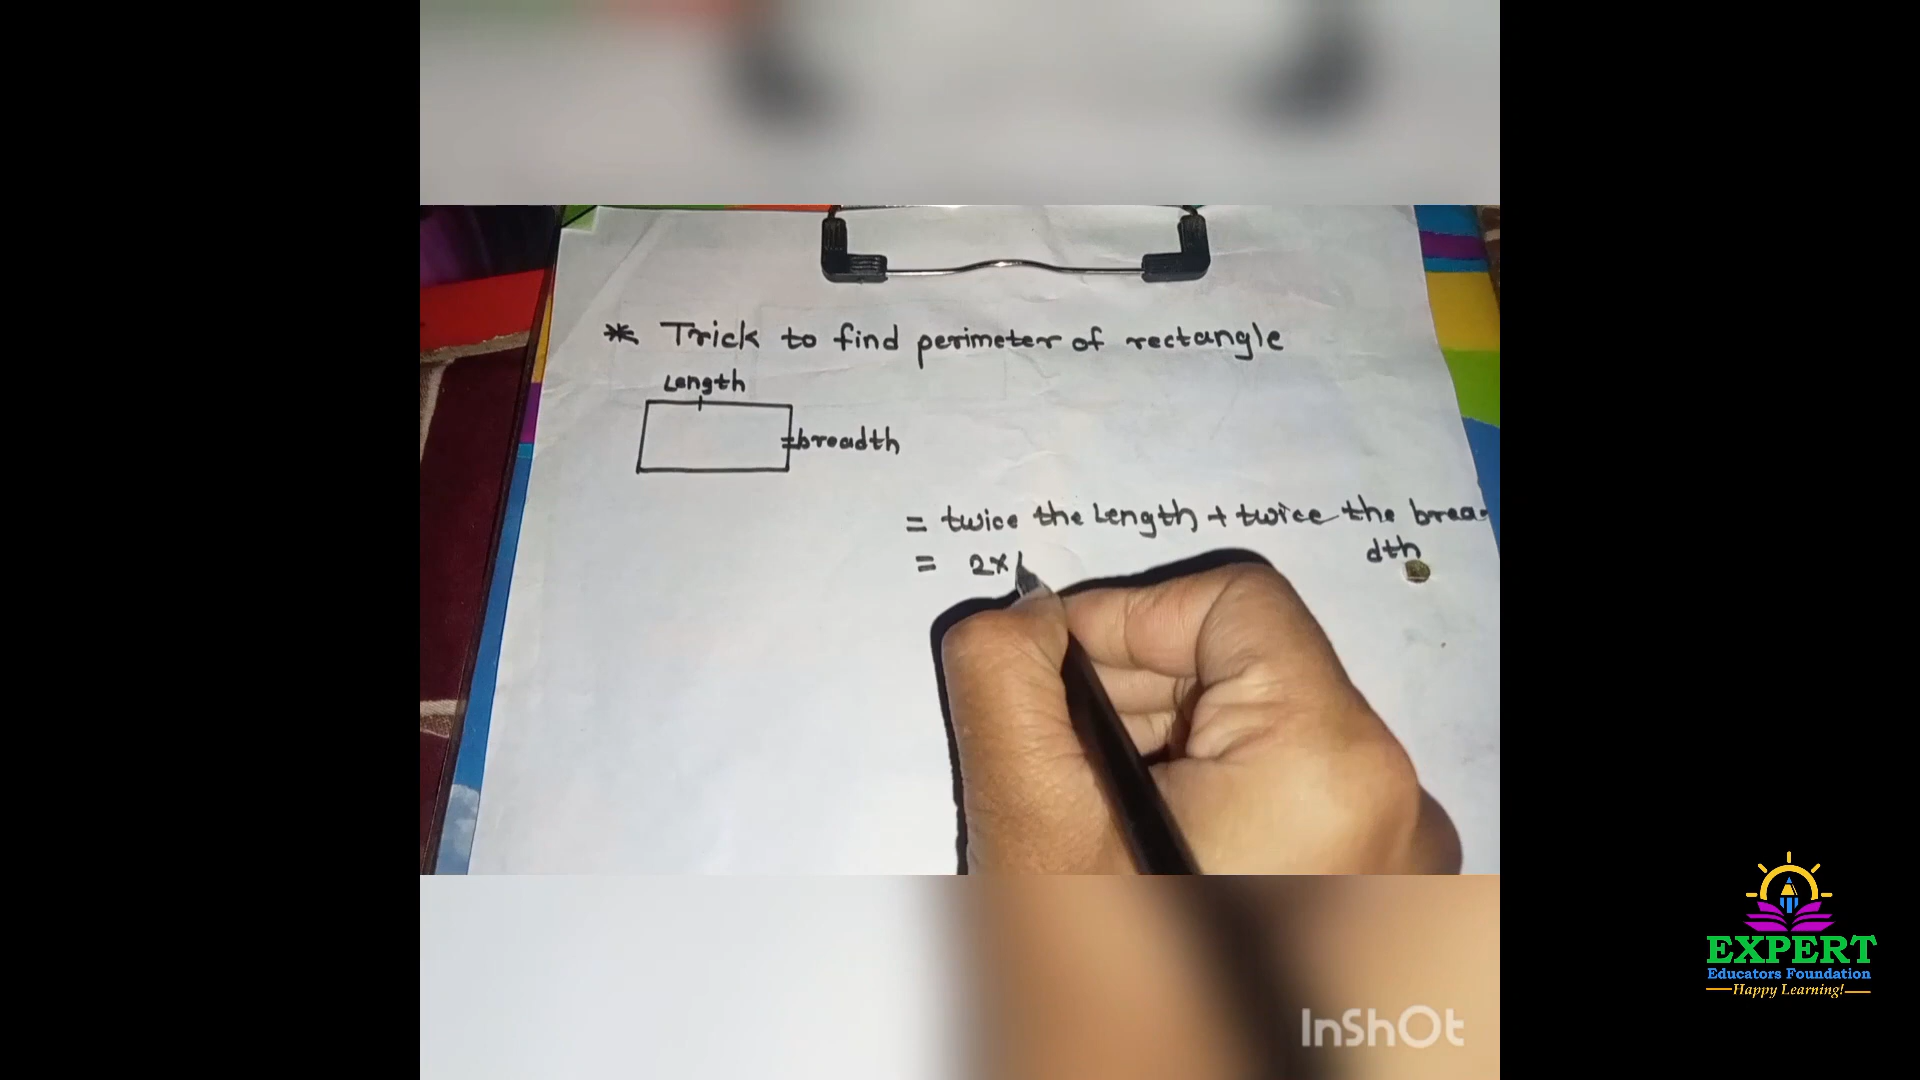 * Trick to find perimeter of rectangle
Length
breadth
= twice the Length + twice the brea-
dth
= 2×
EXPERT
Educators Foundation
Happy Learning!
InShOt